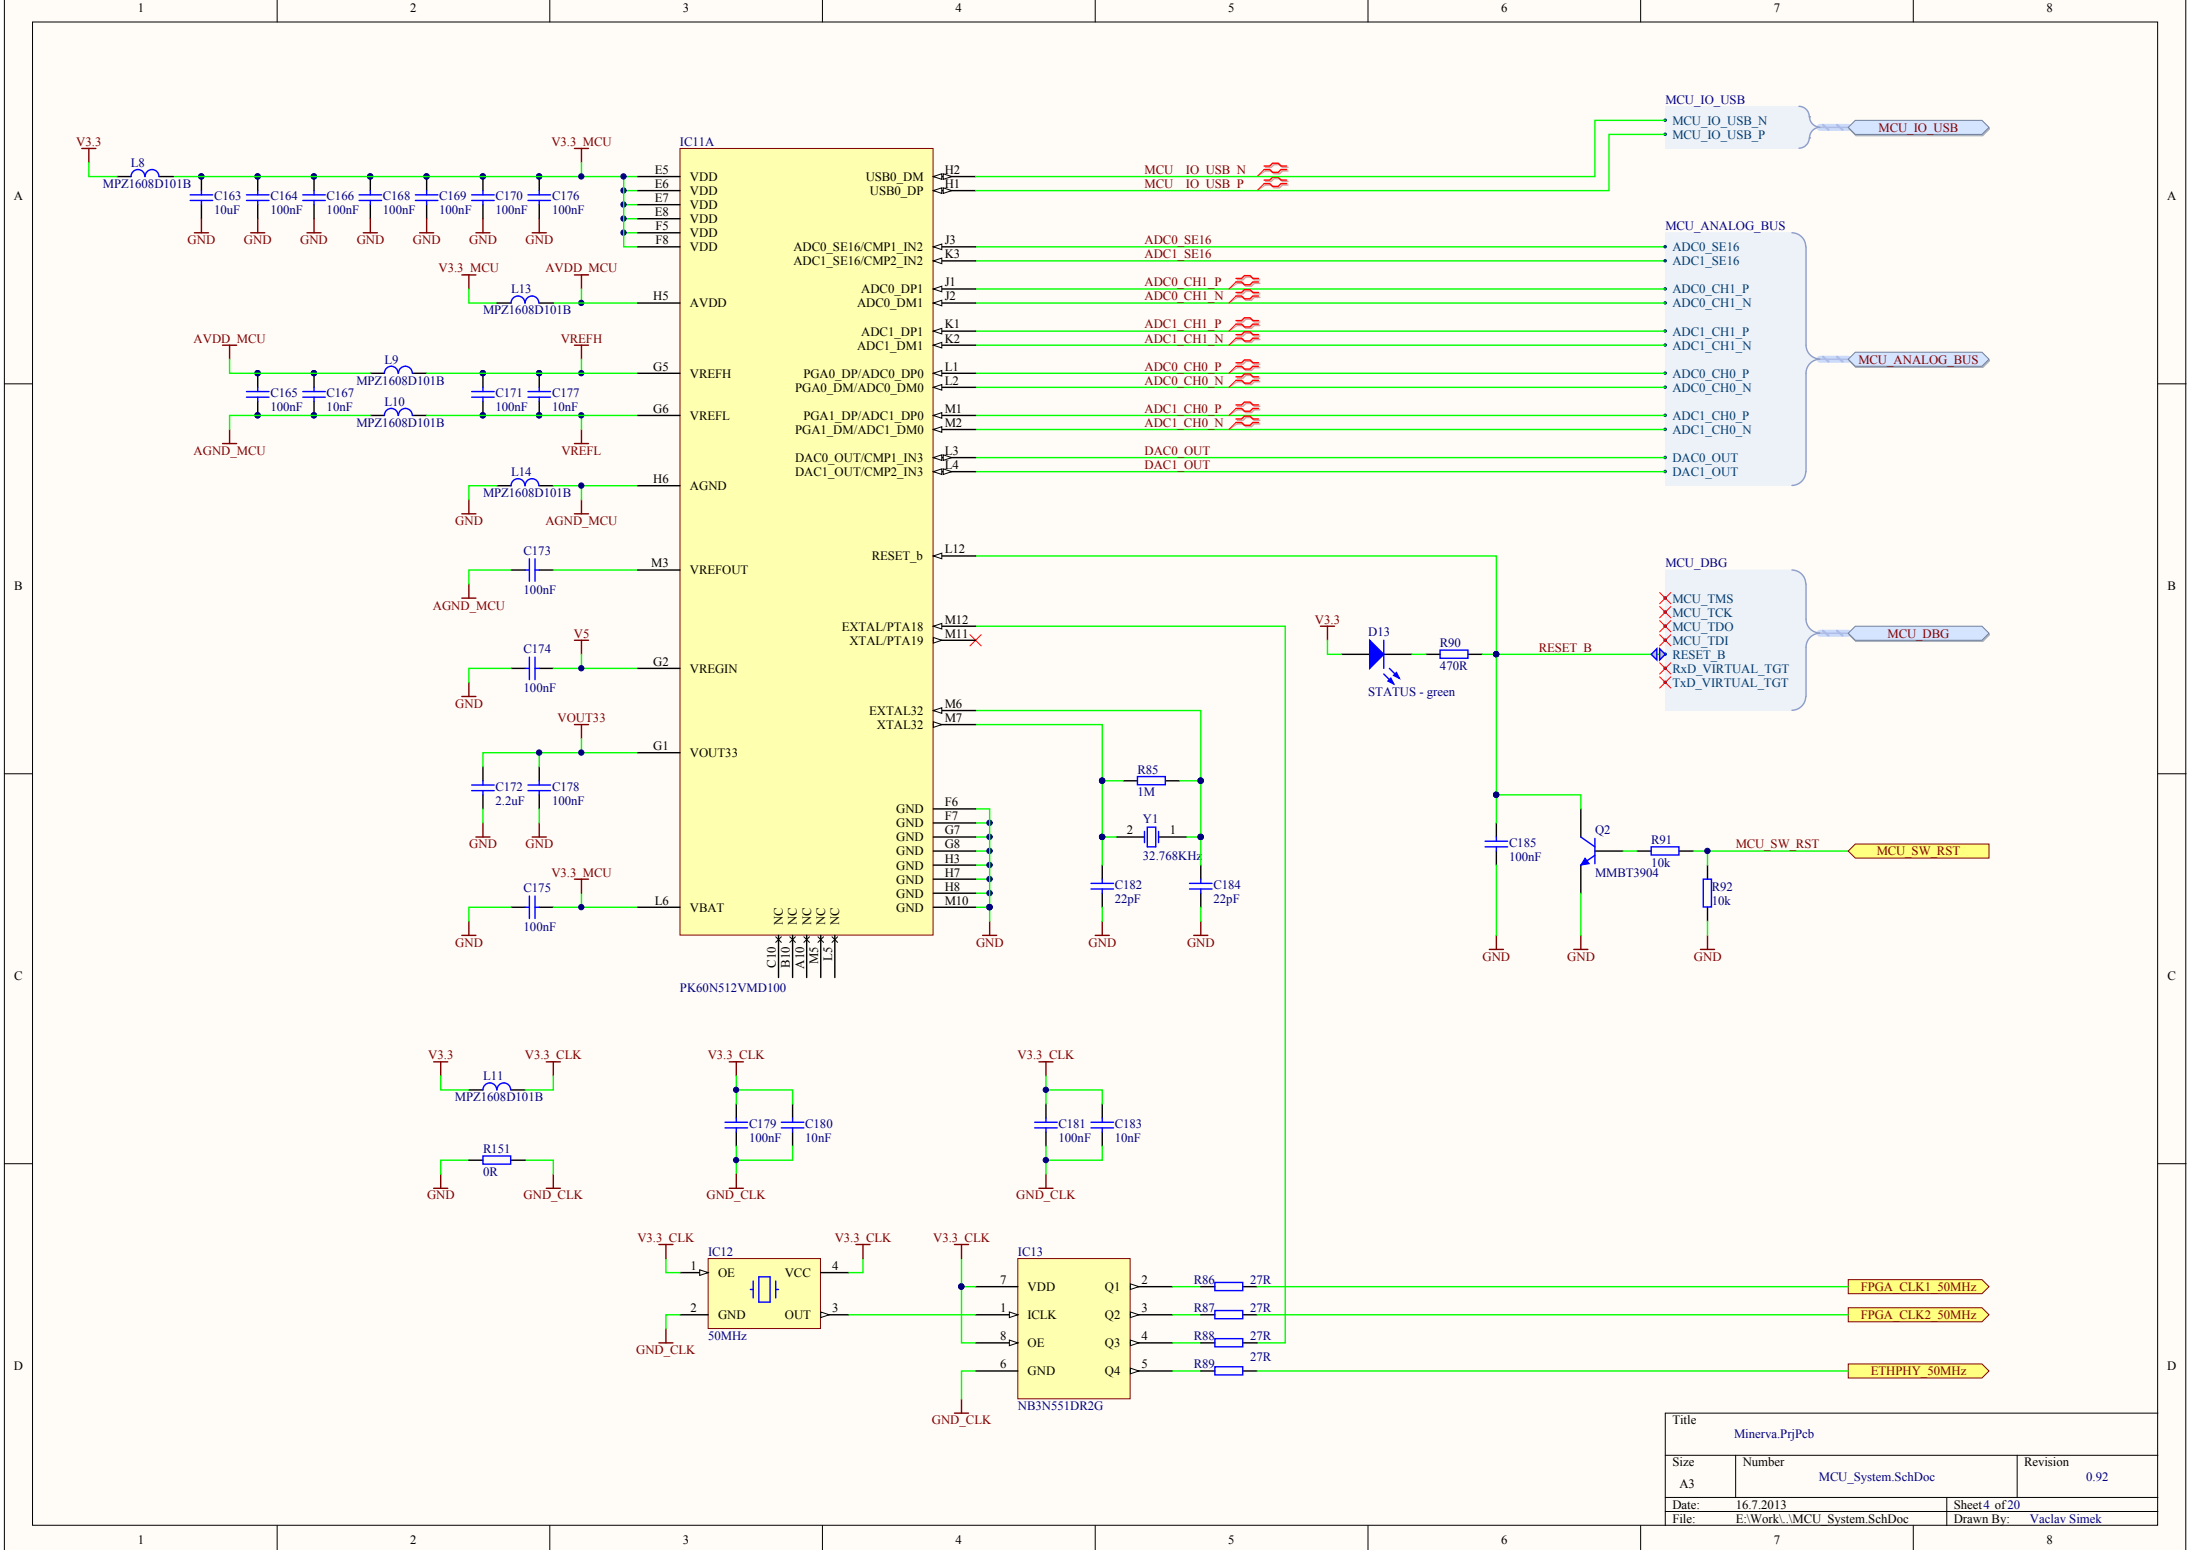 1 2 3 4 5 6 7 8
A
B
C
D
A
B
C
D
V3.3
L8
MPZ1608D101B
C163
10uF
C164
100nF
C166
100nF
C168
100nF
C169
100nF
C170
100nF
C176
100nF
GND GND GND GND GND GND GND
V3.3_MCU
V3.3_MCU
AVDD_MCU
L13
MPZ1608D101B
AVDD_MCU
VREFH
L9
MPZ1608D101B
C165
100nF
C167
10nF
C171
100nF
C177
10nF
L10
MPZ1608D101B
AGND_MCU
VREFL
L14
MPZ1608D101B
GND
AGND_MCU
C173
100nF
AGND_MCU
V5
C174
100nF
GND
VOUT33
C172
2.2uF
C178
100nF
GND GND
V3.3_MCU
C175
100nF
GND
IC11A
E5 VDD
E6 VDD
E7 VDD
E8 VDD
F5 VDD
F8 VDD
H5 AVDD
G5 VREFH
G6 VREFL
H6 AGND
M3 VREFOUT
G2 VREGIN
G1 VOUT33
L6 VBAT
USB0_DM H2
USB0_DP H1
ADC0_SE16/CMP1_IN2 J3
ADC1_SE16/CMP2_IN2 K3
ADC0_DP1 J1
ADC0_DM1 J2
ADC1_DP1 K1
ADC1_DM1 K2
PGA0_DP/ADC0_DP0 L1
PGA0_DM/ADC0_DM0 L2
PGA1_DP/ADC1_DP0 M1
PGA1_DM/ADC1_DM0 M2
DAC0_OUT/CMP1_IN3 L3
DAC1_OUT/CMP2_IN3 L4
RESET_b L12
EXTAL/PTA18 M12
XTAL/PTA19 M11
EXTAL32 M6
XTAL32 M7
GND F6
GND F7
GND G7
GND G8
GND H3
GND H7
GND H8
GND M10
NC NC NC NC NC
C10 B10 A10 M5 L5
PK60N512VMD100
GND
MCU_IO_USB_N
MCU_IO_USB_P
ADC0_SE16
ADC1_SE16
ADC0_CH1_P
ADC0_CH1_N
ADC1_CH1_P
ADC1_CH1_N
ADC0_CH0_P
ADC0_CH0_N
ADC1_CH0_P
ADC1_CH0_N
DAC0_OUT
DAC1_OUT
MCU_IO_USB
MCU_IO_USB_N
MCU_IO_USB_P
MCU_IO_USB
MCU_ANALOG_BUS
ADC0_SE16
ADC1_SE16
ADC0_CH1_P
ADC0_CH1_N
ADC1_CH1_P
ADC1_CH1_N
ADC0_CH0_P
ADC0_CH0_N
ADC1_CH0_P
ADC1_CH0_N
DAC0_OUT
DAC1_OUT
MCU_ANALOG_BUS
MCU_DBG
MCU_TMS
MCU_TCK
MCU_TDO
MCU_TDI
RESET_B
RxD_VIRTUAL_TGT
TxD_VIRTUAL_TGT
MCU_DBG
V3.3
D13
STATUS - green
R90
470R
RESET_B
R85
1M
Y1
2 1
32.768KHz
C182
22pF
C184
22pF
GND GND
C185
100nF
Q2
MMBT3904
R91
10k
MCU_SW_RST
MCU_SW_RST
R92
10k
GND GND GND
V3.3
V3.3_CLK
L11
MPZ1608D101B
R151
0R
GND
GND_CLK
V3.3_CLK
C179
100nF
C180
10nF
GND_CLK
V3.3_CLK
C181
100nF
C183
10nF
GND_CLK
V3.3_CLK
IC12
V3.3_CLK
1 OE VCC 4
2 GND OUT 3
50MHz
GND_CLK
V3.3_CLK
IC13
7 VDD Q1 2
1 ICLK Q2 3
8 OE Q3 4
6 GND Q4 5
NB3N551DR2G
GND_CLK
R86 27R
R87 27R
R88 27R
R89 27R
FPGA_CLK1_50MHz
FPGA_CLK2_50MHz
ETHPHY_50MHz
Title
Minerva.PrjPcb
Size
A3
Number
MCU_System.SchDoc
Revision
0.92
Date: 16.7.2013 Sheet 4 of 20
File: E:\Work\..\MCU_System.SchDoc Drawn By: Vaclav Simek
1 2 3 4 5 6 7 8